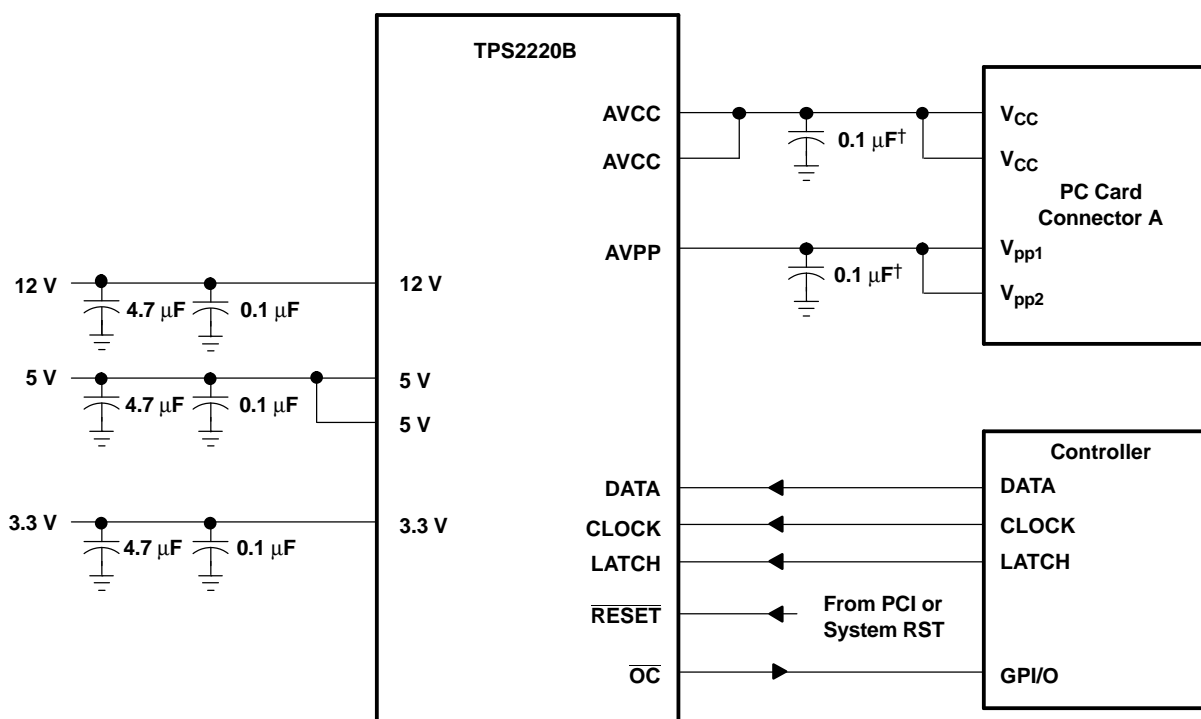 TPS2220B
AVCC
AVCC
AVPP
0.1 μF†
0.1 μF†
VCC
VCC
PC Card
Connector A
Vpp1
Vpp2
12 V
4.7 μF
0.1 μF
12 V
5 V
4.7 μF
0.1 μF
5 V
5 V
3.3 V
4.7 μF
0.1 μF
3.3 V
Controller
DATA
DATA
CLOCK
CLOCK
LATCH
LATCH
RESET
From PCI or
System RST
OC
GPI/O